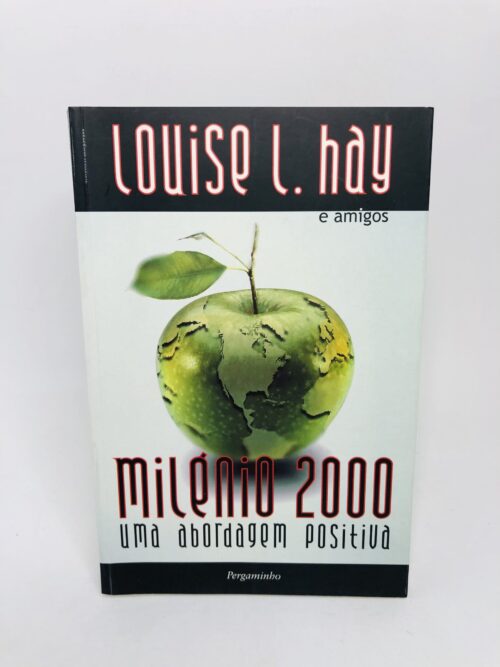 Louise L. Hay
e amigos
Milénio 2000
uma abordagem positiva
Pergaminho